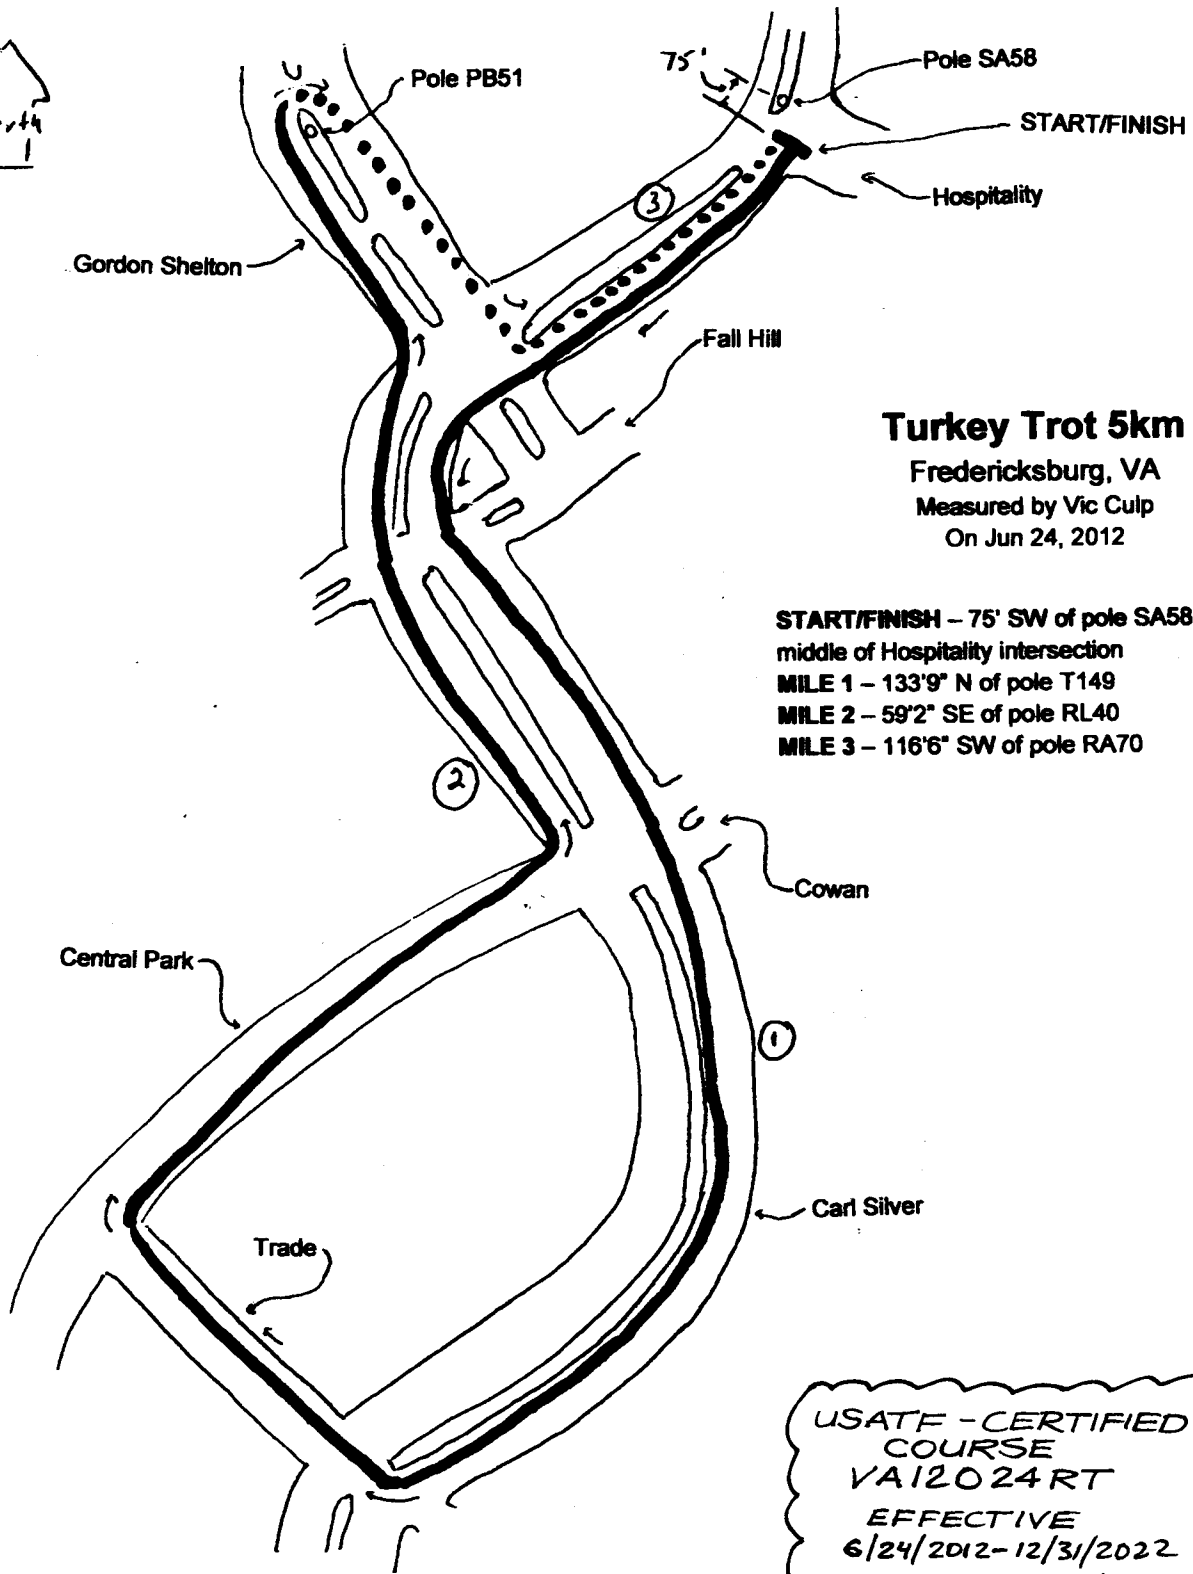 75'
Pole SA58
Pole PB51
START/FINISH
3
Hospitality
Gordon Shelton
Fall Hill
Turkey Trot 5km
Fredericksburg, VA
Measured by Vic Culp
On Jun 24, 2012
START/FINISH – 75' SW of pole SA58
middle of Hospitality intersection
MILE 1 – 133'9" N of pole T149
MILE 2 – 59'2" SE of pole RL40
MILE 3 – 116'6" SW of pole RA70
2
Cowan
Central Park
1
Carl Silver
Trade
USATF - CERTIFIED
COURSE
VA12024RT
EFFECTIVE
6/24/2012 - 12/31/2022